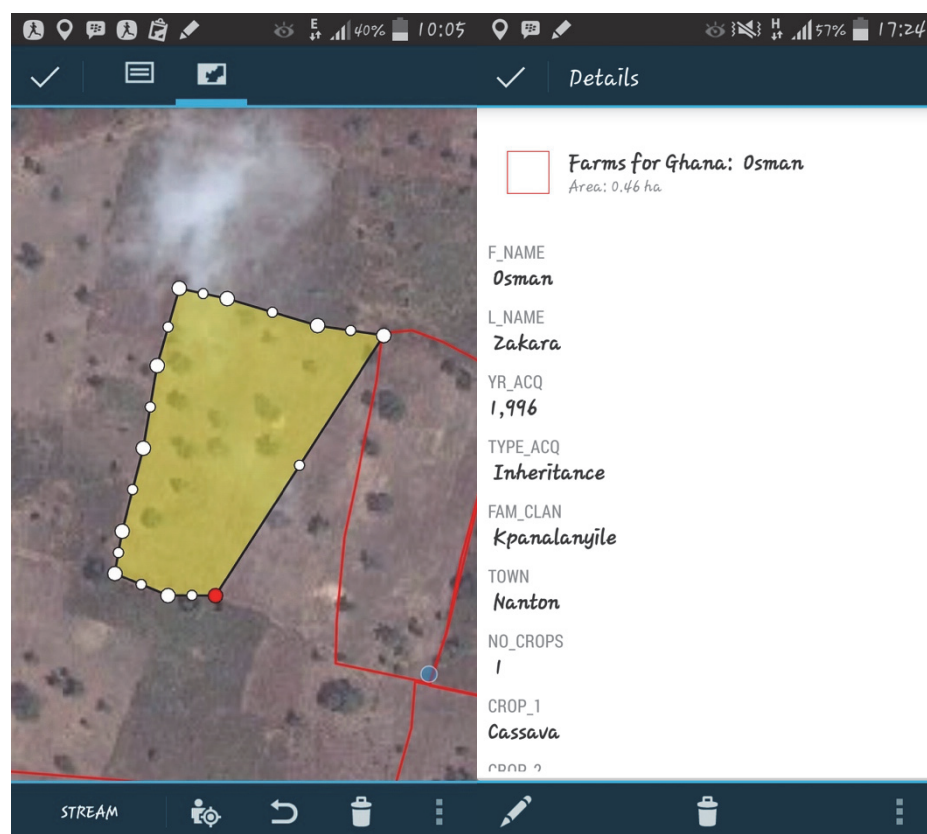 E 40% 10:05
STREAM
H 57% 17:24
Details
Farms for Ghana: Osman
Area: 0.46 ha
F_NAME
Osman
L_NAME
Zakara
YR_ACQ
1,996
TYPE_ACQ
Inheritance
FAM_CLAN
Kpanalanyile
TOWN
Nanton
NO_CROPS
1
CROP_1
Cassava
CROP_2